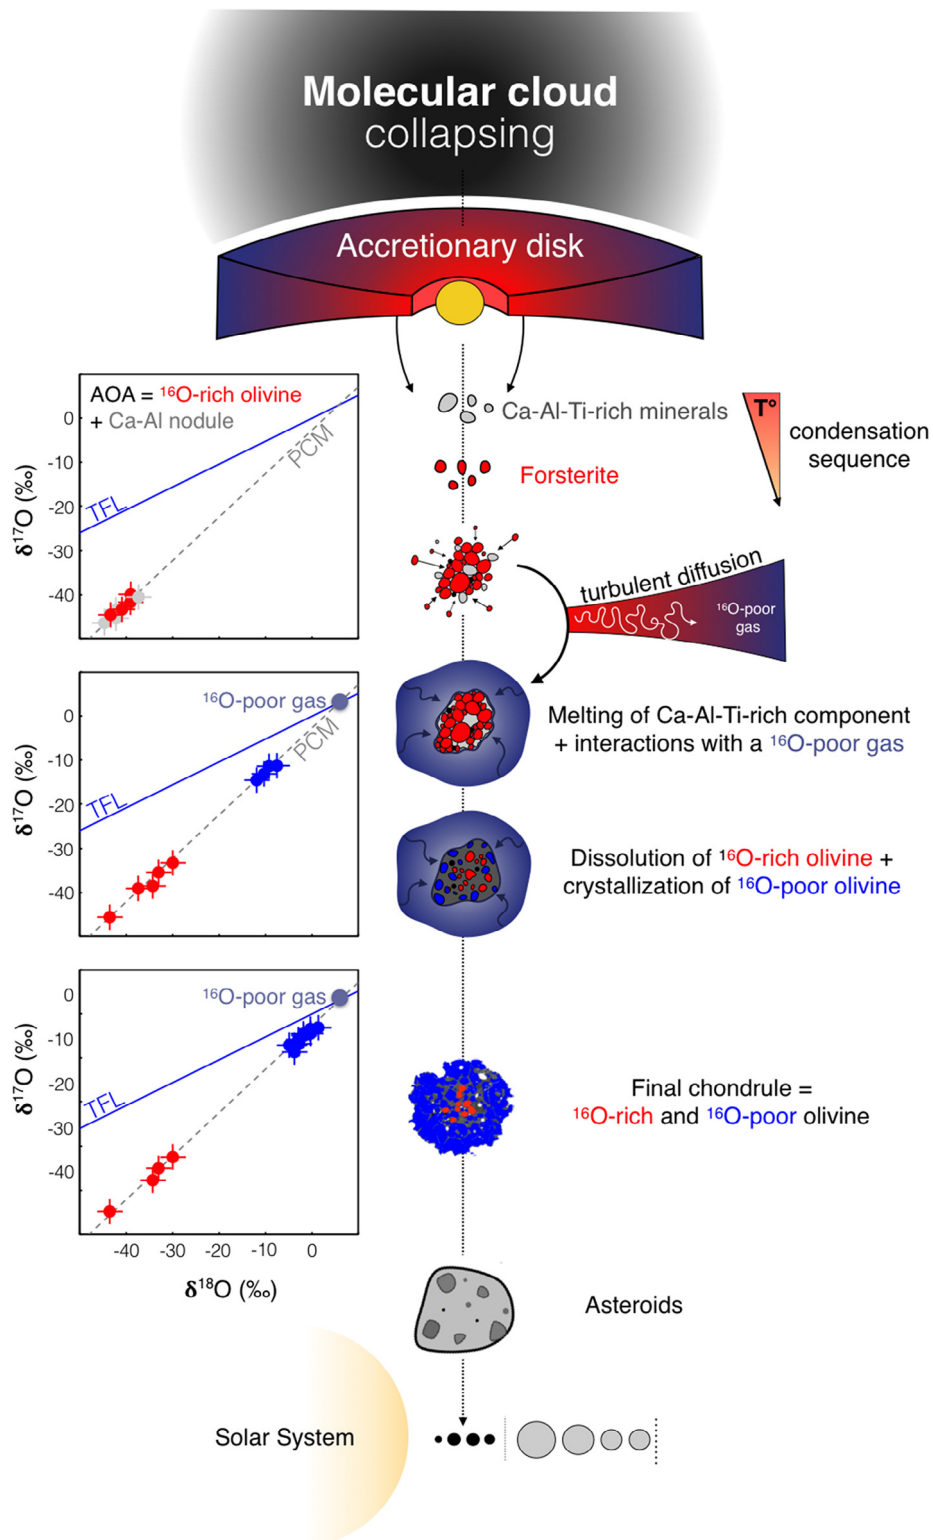 Molecular cloud
collapsing
Accretionary disk
AOA = ¹⁶O-rich olivine
+ Ca-Al nodule
PCM
TFL
0
-10
-20
-30
-40
δ¹⁷O (‰)
Ca-Al-Ti-rich minerals
T°
condensation
sequence
Forsterite
turbulent diffusion
¹⁶O-poor
gas
¹⁶O-poor gas
PCM
TFL
0
-10
-20
-30
-40
δ¹⁷O (‰)
Melting of Ca-Al-Ti-rich component
+ interactions with a ¹⁶O-poor gas
Dissolution of ¹⁶O-rich olivine +
crystallization of ¹⁶O-poor olivine
¹⁶O-poor gas
TFL
0
-10
-20
-30
-40
δ¹⁷O (‰)
-40 -30 -20 -10 0
δ¹⁸O (‰)
Final chondrule =
¹⁶O-rich and ¹⁶O-poor olivine
Asteroids
Solar System